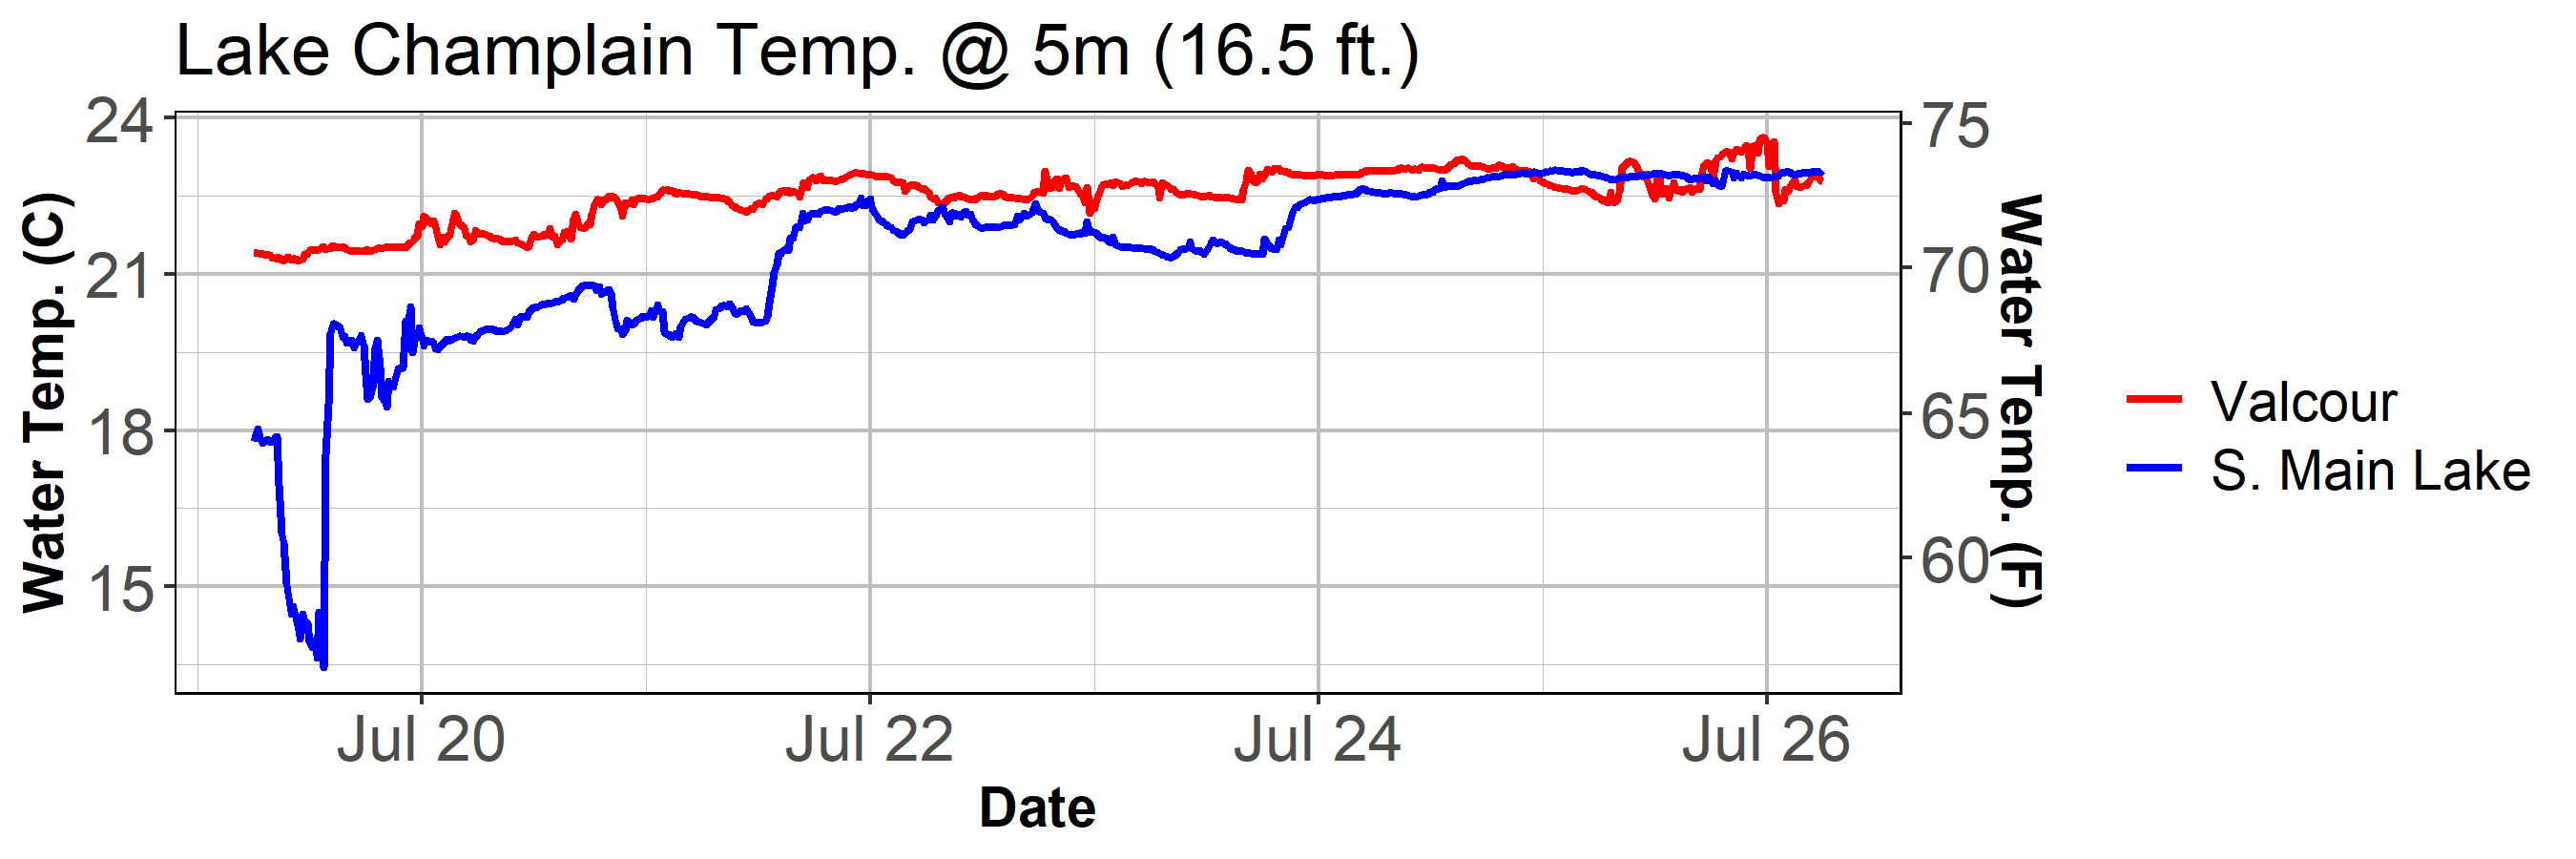 Lake Champlain Temp. @ 5m (16.5 ft.)
24
21
18
15
Water Temp. (C)
75
70
65
60
Water Temp. (F)
Jul 20
Jul 22
Jul 24
Jul 26
Date
Valcour
S. Main Lake